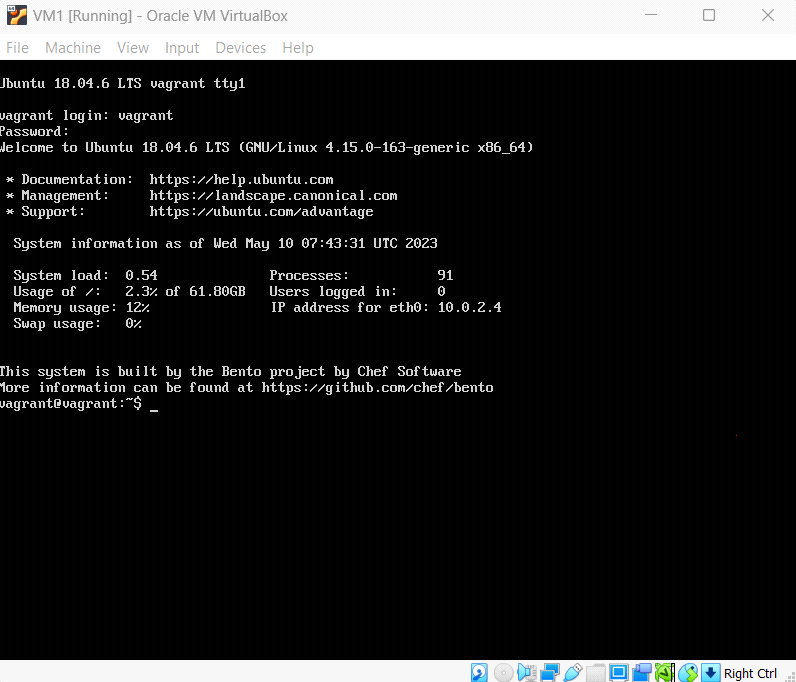 VM1 [Running] - Oracle VM VirtualBox
File Machine View Input Devices Help
Ubuntu 18.04.6 LTS vagrant tty1
vagrant login: vagrant
Password:
Welcome to Ubuntu 18.04.6 LTS (GNU/Linux 4.15.0-163-generic x86_64)
* Documentation: https://help.ubuntu.com
* Management: https://landscape.canonical.com
* Support: https://ubuntu.com/advantage
System information as of Wed May 10 07:43:31 UTC 2023
System load: 0.54 Processes: 91
Usage of /: 2.3% of 61.80GB Users logged in: 0
Memory usage: 12% IP address for eth0: 10.0.2.4
Swap usage: 0%
This system is built by the Bento project by Chef Software
More information can be found at https://github.com/chef/bento
vagrant@vagrant:~$ _
Right Ctrl